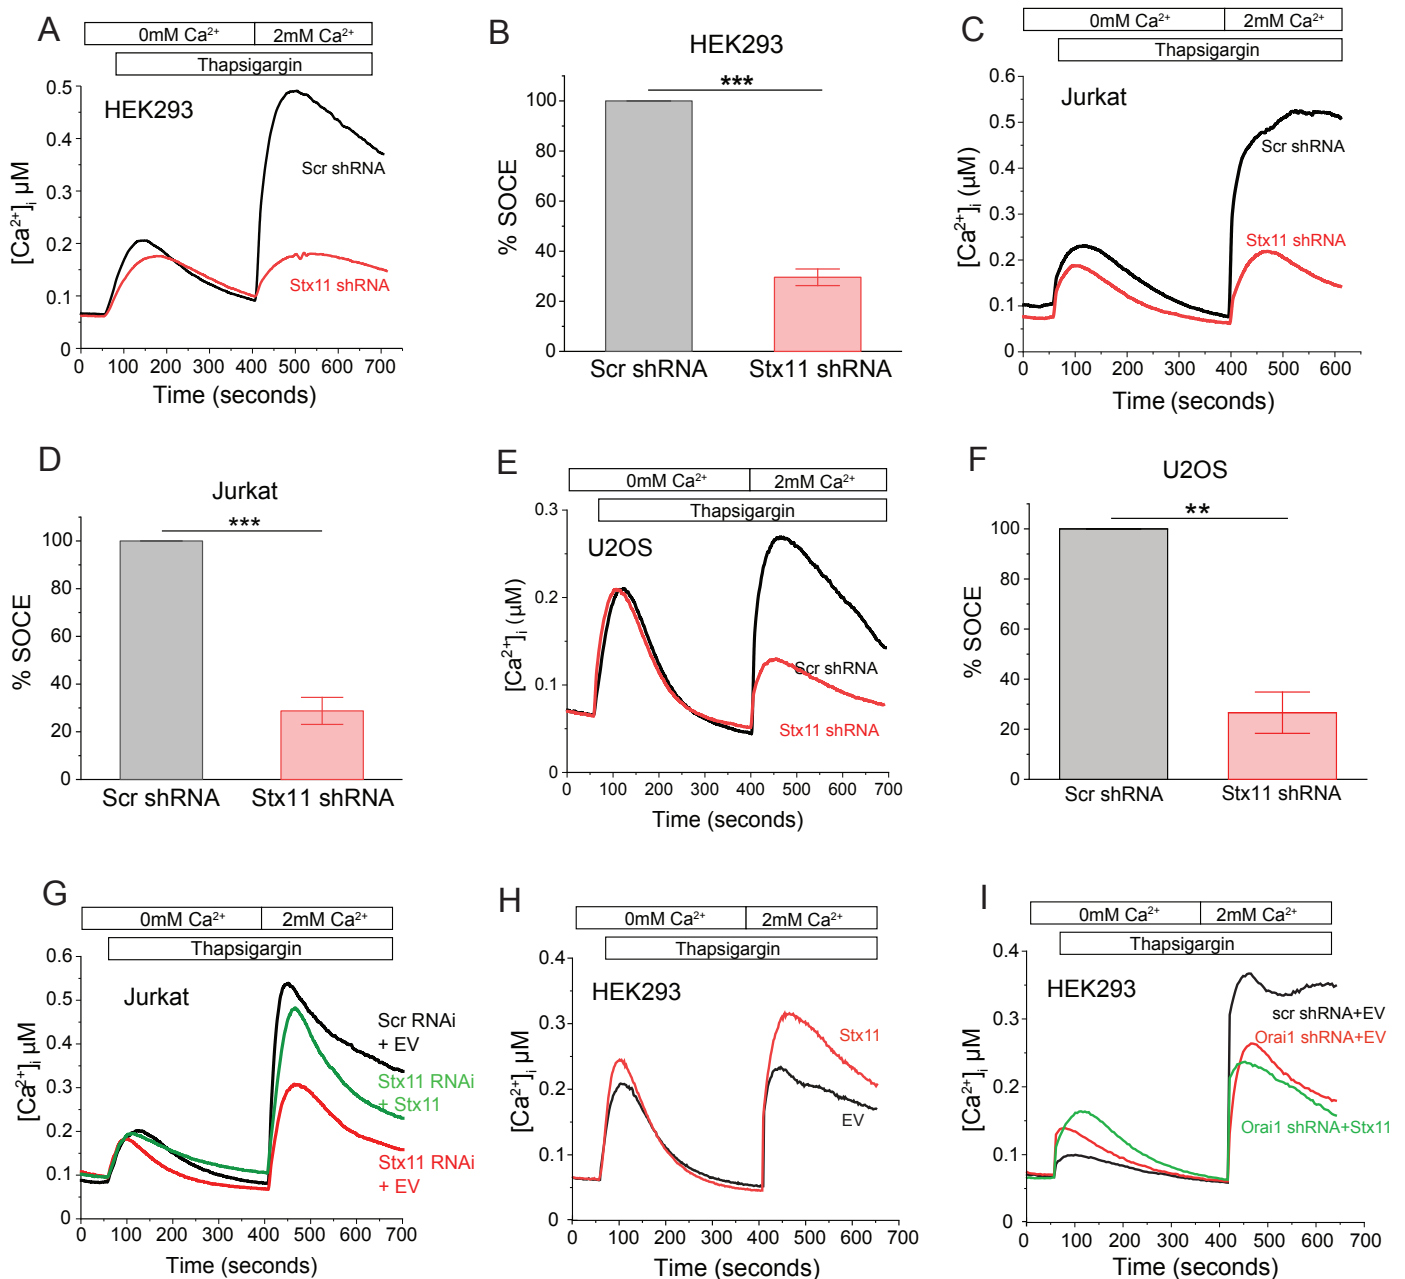 A
0mM Ca²⁺ 2mM Ca²⁺
Thapsigargin
HEK293
0.5
0.4
0.3
0.2
0.1
0
[Ca²⁺]ᵢ µM
Scr shRNA
Stx11 shRNA
0 100 200 300 400 500 600 700
Time (seconds)
B
HEK293
***
100
80
60
40
20
0
% SOCE
Scr shRNA Stx11 shRNA
C
0mM Ca²⁺ 2mM Ca²⁺
Thapsigargin
Jurkat
0.6
0.5
0.4
0.3
0.2
0.1
0
[Ca²⁺]ᵢ (µM)
Scr shRNA
Stx11 shRNA
0 100 200 300 400 500 600
Time (seconds)
D
Jurkat
***
100
80
60
40
20
0
% SOCE
Scr shRNA Stx11 shRNA
E
0mM Ca²⁺ 2mM Ca²⁺
Thapsigargin
U2OS
0.3
0.2
0.1
0
[Ca²⁺]ᵢ (µM)
Scr shRNA
Stx11 shRNA
0 100 200 300 400 500 600 700
Time (seconds)
F
U2OS
**
100
80
60
40
20
0
% SOCE
Scr shRNA Stx11 shRNA
G
0mM Ca²⁺ 2mM Ca²⁺
Thapsigargin
Jurkat
0.6
0.5
0.4
0.3
0.2
0.1
0
[Ca²⁺]ᵢ µM
Scr RNAi
+ EV
Stx11 RNAi
+ Stx11
Stx11 RNAi
+ EV
0 100 200 300 400 500 600 700
Time (seconds)
H
0mM Ca²⁺ 2mM Ca²⁺
Thapsigargin
HEK293
0.4
0.3
0.2
0.1
0
[Ca²⁺]ᵢ µM
Stx11
EV
0 100 200 300 400 500 600 700
Time (seconds)
I
0mM Ca²⁺ 2mM Ca²⁺
Thapsigargin
HEK293
0.4
0.3
0.2
0.1
0
[Ca²⁺]ᵢ µM
scr shRNA+EV
Orai1 shRNA+EV
Orai1 shRNA+Stx11
0 100 200 300 400 500 600 700
Time (seconds)